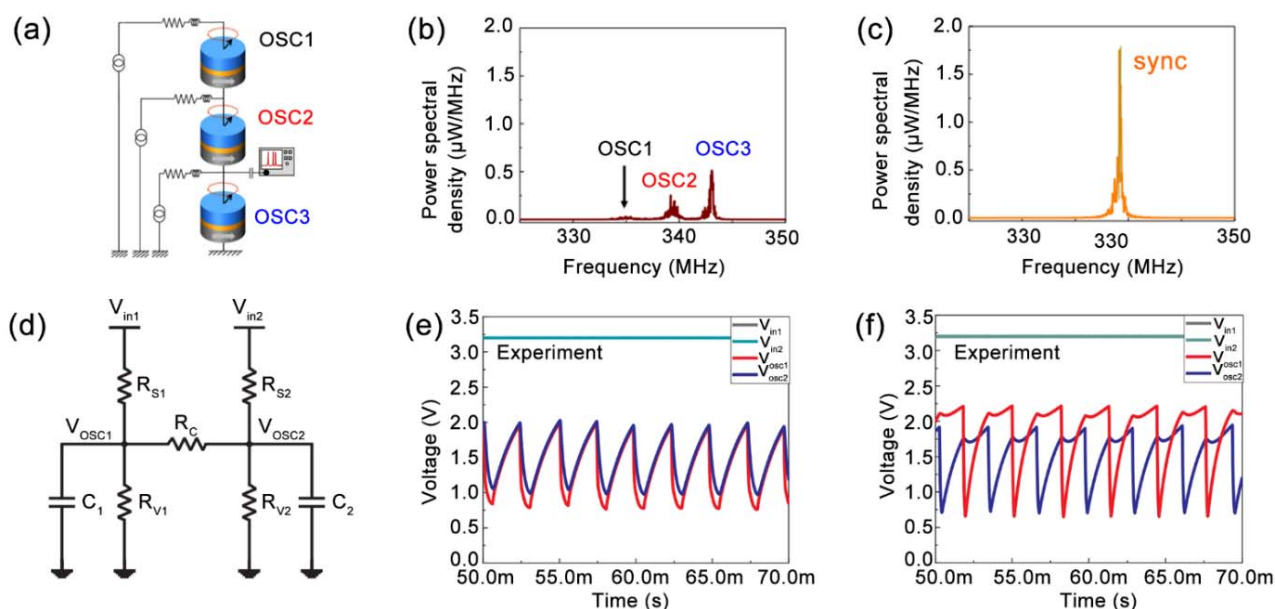 (a)
OSC1
OSC2
OSC3
(b)
Power spectral
density (µW/MHz)
2.0
1.5
1.0
0.5
0.0
OSC1
OSC2
OSC3
330
340
350
Frequency (MHz)
(c)
Power spectral
density (µW/MHz)
2.0
1.5
1.0
0.5
0.0
sync
330
330
350
Frequency (MHz)
(d)
Vin1
Vin2
RS1
RS2
VOSC1
RC
VOSC2
C1
RV1
RV2
C2
(e)
Voltage (V)
3.5
3.0
2.5
2.0
1.5
1.0
0.5
0.0
Experiment
Vin1
Vin2
Vosc1
Vosc2
50.0m
55.0m
60.0m
65.0m
70.0m
Time (s)
(f)
Voltage (V)
3.5
3.0
2.5
2.0
1.5
1.0
0.5
0.0
Experiment
Vin1
Vin2
Vosc1
Vosc2
50.0m
55.0m
60.0m
65.0m
70.0m
Time (s)